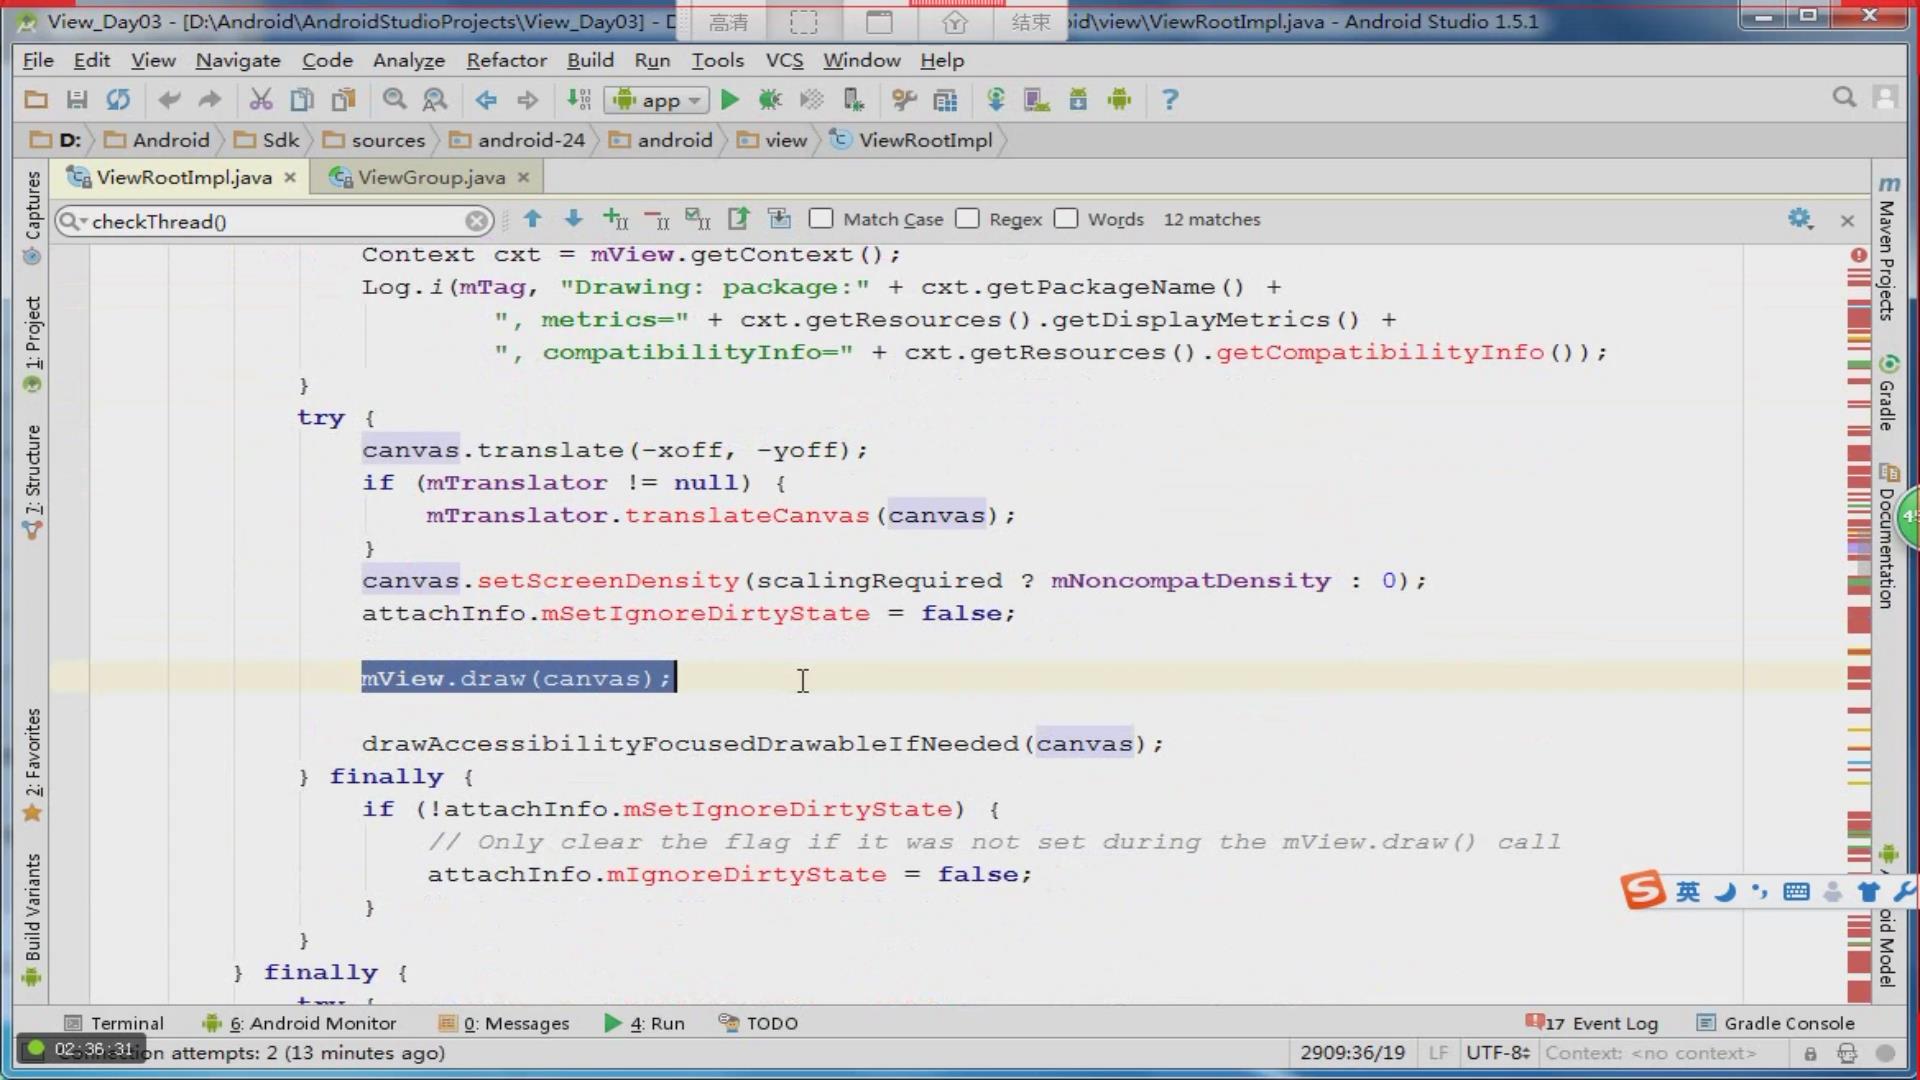 View_Day03 - [D:\Android\AndroidStudioProjects\View_Day03] - D
高清
结束
id\view\ViewRootImpl.java - Android Studio 1.5.1
File Edit View Navigate Code Analyze Refactor Build Run Tools VCS Window Help
app
D: Android Sdk sources android-24 android view ViewRootImpl
ViewRootImpl.java
ViewGroup.java
checkThread()
Match Case Regex Words 12 matches
Context cxt = mView.getContext();
Log.i(mTag, "Drawing: package:" + cxt.getPackageName() +
", metrics=" + cxt.getResources().getDisplayMetrics() +
", compatibilityInfo=" + cxt.getResources().getCompatibilityInfo());
}
try {
canvas.translate(-xoff, -yoff);
if (mTranslator != null) {
mTranslator.translateCanvas(canvas);
}
canvas.setScreenDensity(scalingRequired ? mNoncompatDensity : 0);
attachInfo.mSetIgnoreDirtyState = false;
mView.draw(canvas);
drawAccessibilityFocusedDrawableIfNeeded(canvas);
} finally {
if (!attachInfo.mSetIgnoreDirtyState) {
// Only clear the flag if it was not set during the mView.draw() call
attachInfo.mIgnoreDirtyState = false;
}
}
} finally {
try {
Captures
1: Project
7: Structure
2: Favorites
Build Variants
m
Maven Projects
Gradle
Documentation
oid Model
英
Terminal
6: Android Monitor
0: Messages
4: Run
TODO
17 Event Log
Gradle Console
02:36:31
attempts: 2 (13 minutes ago)
2909:36/19 LF UTF-8 Context: <no context>